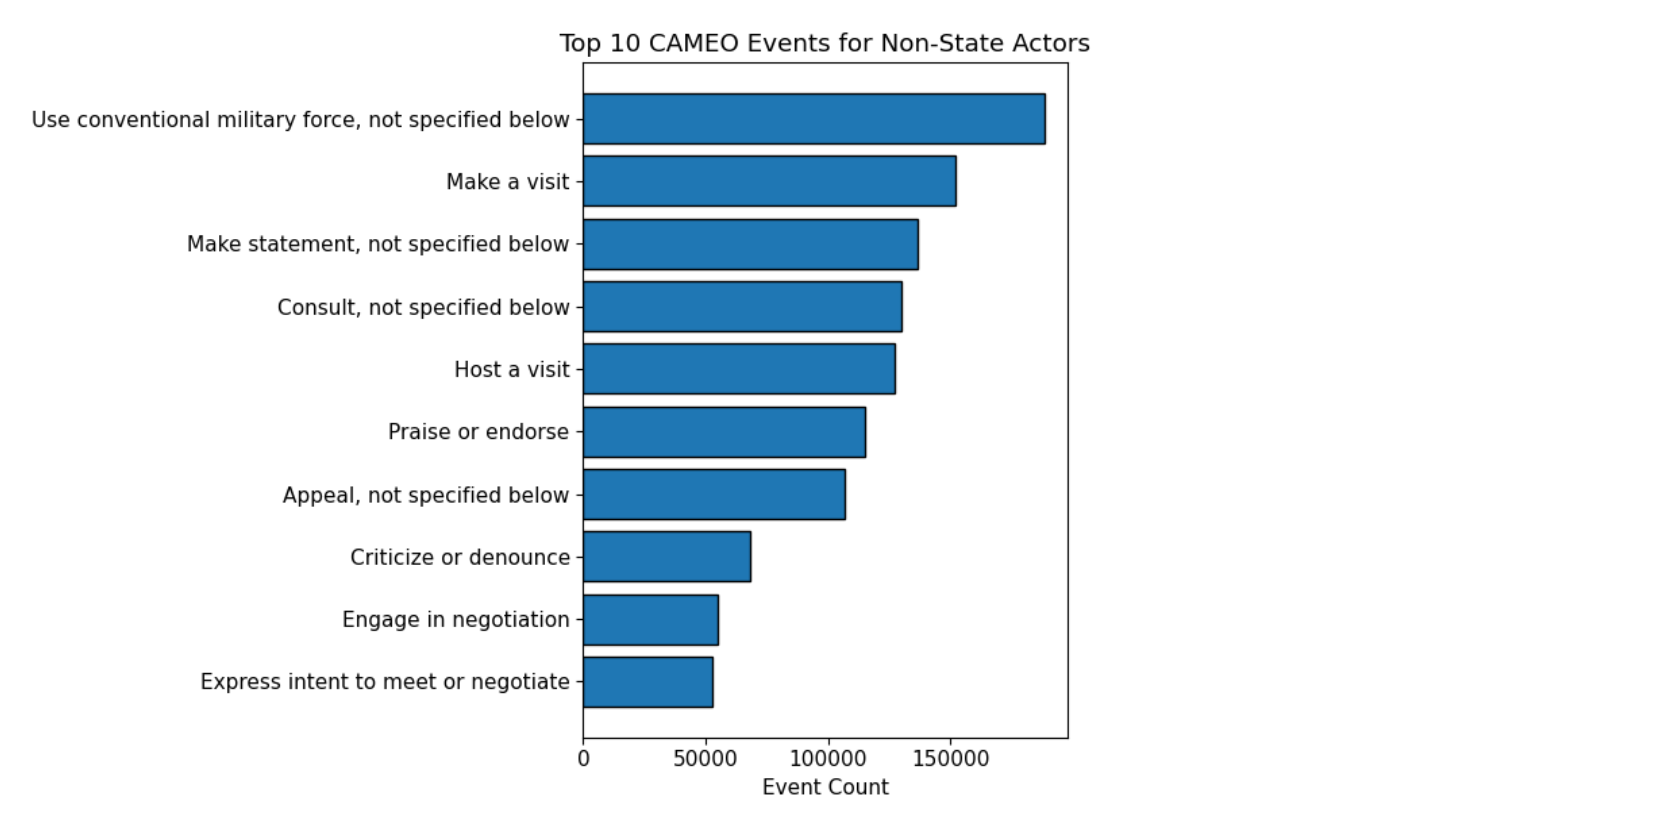 Top 10 CAMEO Events for Non-State Actors
Use conventional military force, not specified below
Make a visit
Make statement, not specified below
Consult, not specified below
Host a visit
Praise or endorse
Appeal, not specified below
Criticize or denounce
Engage in negotiation
Express intent to meet or negotiate
0 50000 100000 150000
Event Count